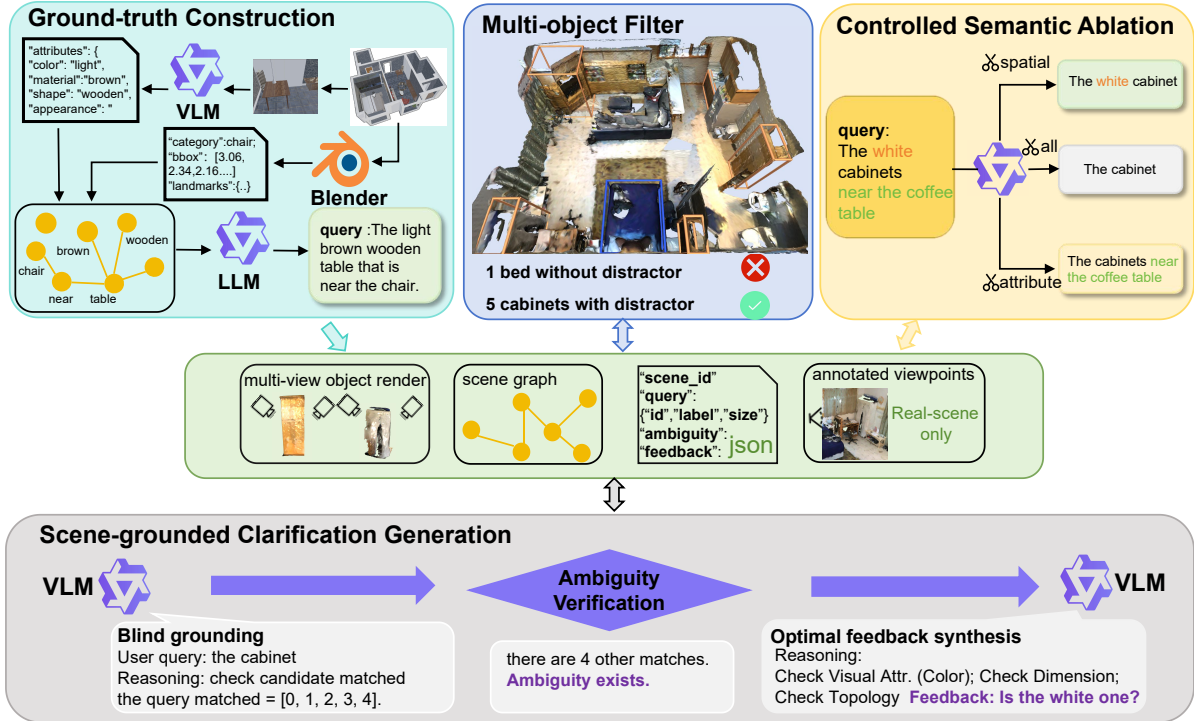 Ground-truth Construction
"attributes": {
"color": "light",
"material":"brown",
"shape": "wooden",
"appearance": "
VLM
"category":chair;
"bbox": [3.06,
2.34,2.16....]
"landmarks":{..}
Blender
brown
wooden
chair
near
table
LLM
query :The light
brown wooden
table that is
near the chair.
Multi-object Filter
1 bed without distractor
5 cabinets with distractor
Controlled Semantic Ablation
query:
The white
cabinets
near the coffee
table
spatial
The white cabinet
all
The cabinet
attribute
The cabinets near
the coffee table
multi-view object render
scene graph
"scene_id"
"query":
{"id","label","size"}
"ambiguity":
"feedback":
json
annotated viewpoints
Real-scene
only
Scene-grounded Clarification Generation
VLM
Blind grounding
User query: the cabinet
Reasoning: check candidate matched
the query matched = [0, 1, 2, 3, 4].
Ambiguity
Verification
there are 4 other matches.
Ambiguity exists.
VLM
Optimal feedback synthesis
Reasoning:
Check Visual Attr. (Color); Check Dimension;
Check Topology Feedback: Is the white one?